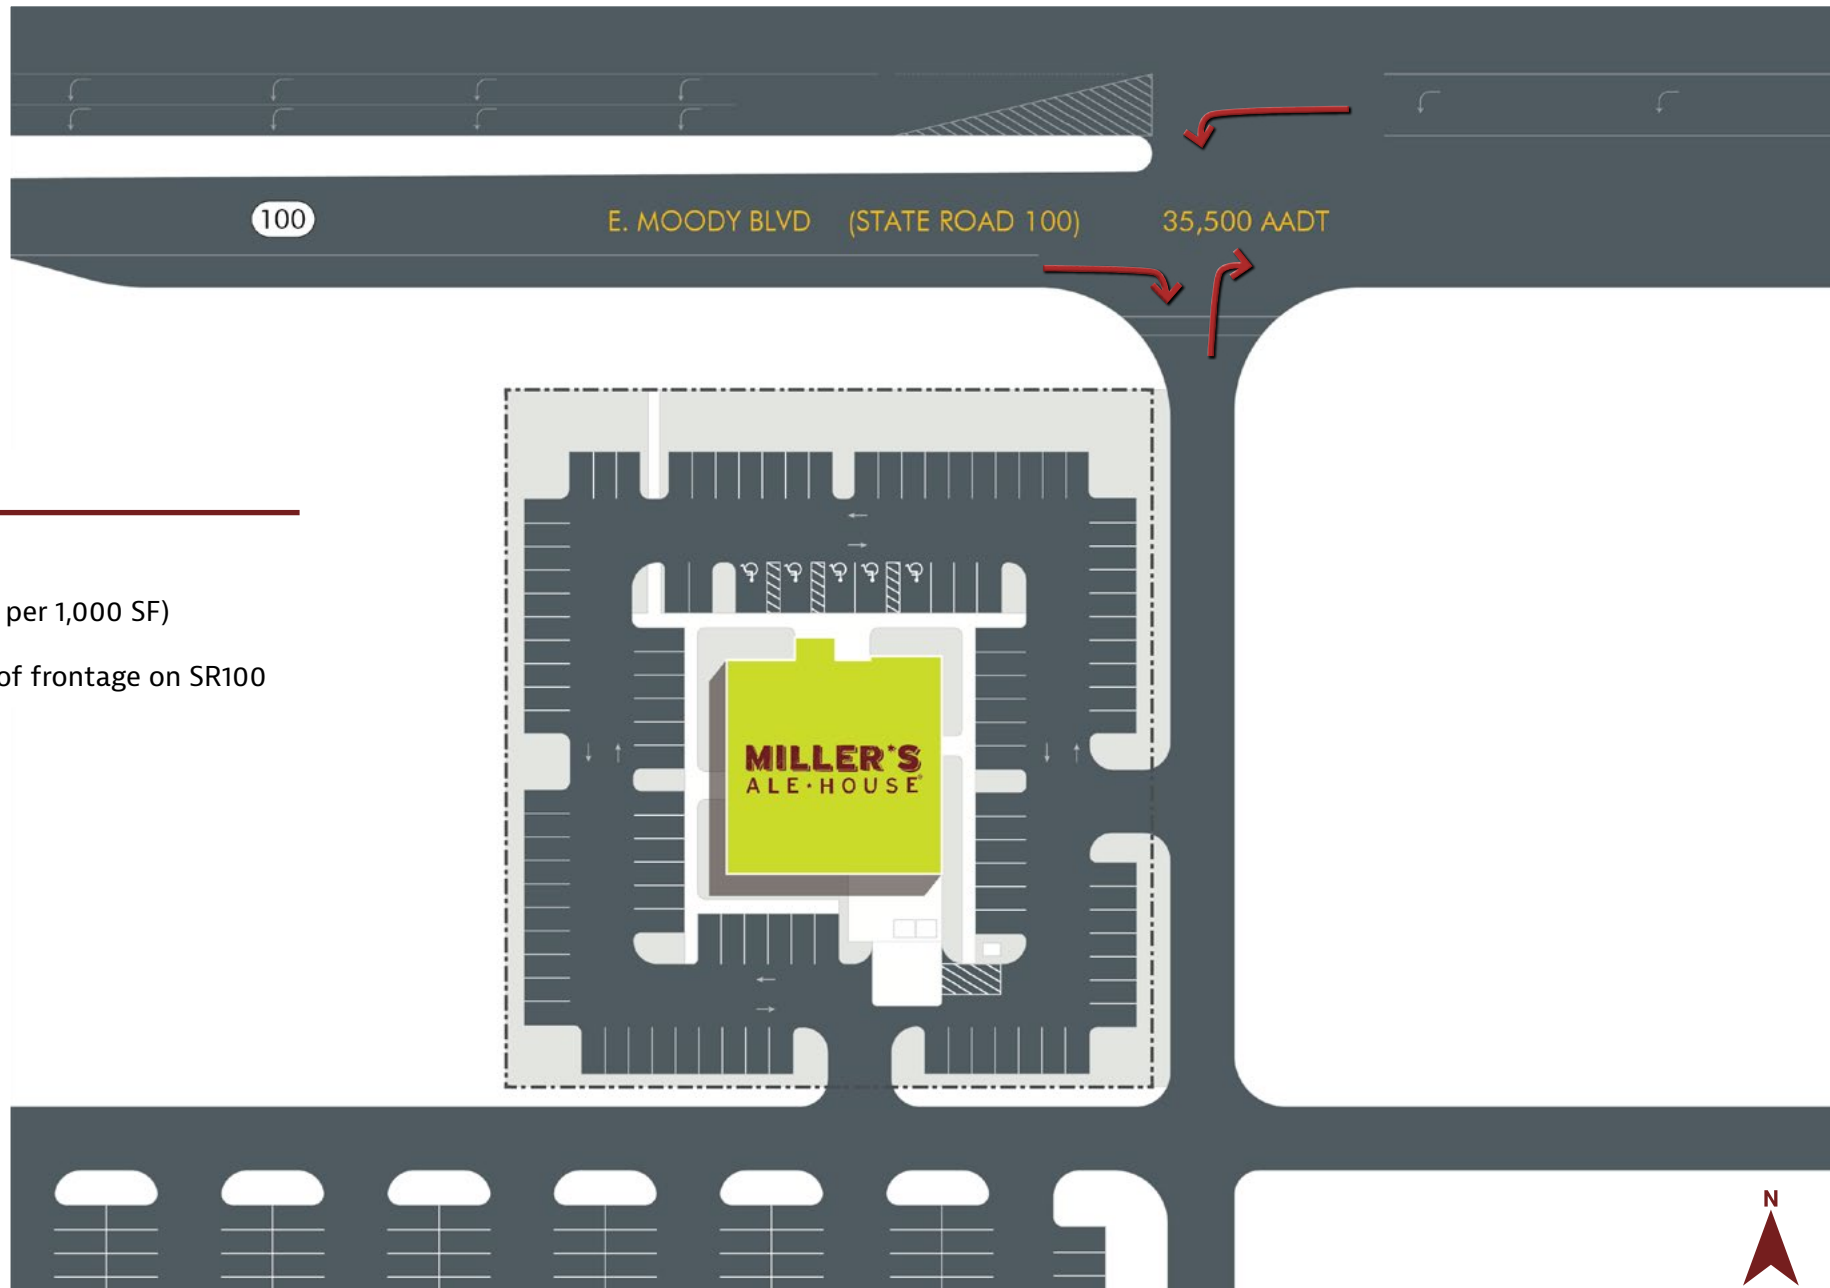 100
E. MOODY BLVD (STATE ROAD 100) 35,500 AADT
per 1,000 SF)
of frontage on SR100
MILLER'S
ALE·HOUSE®
N